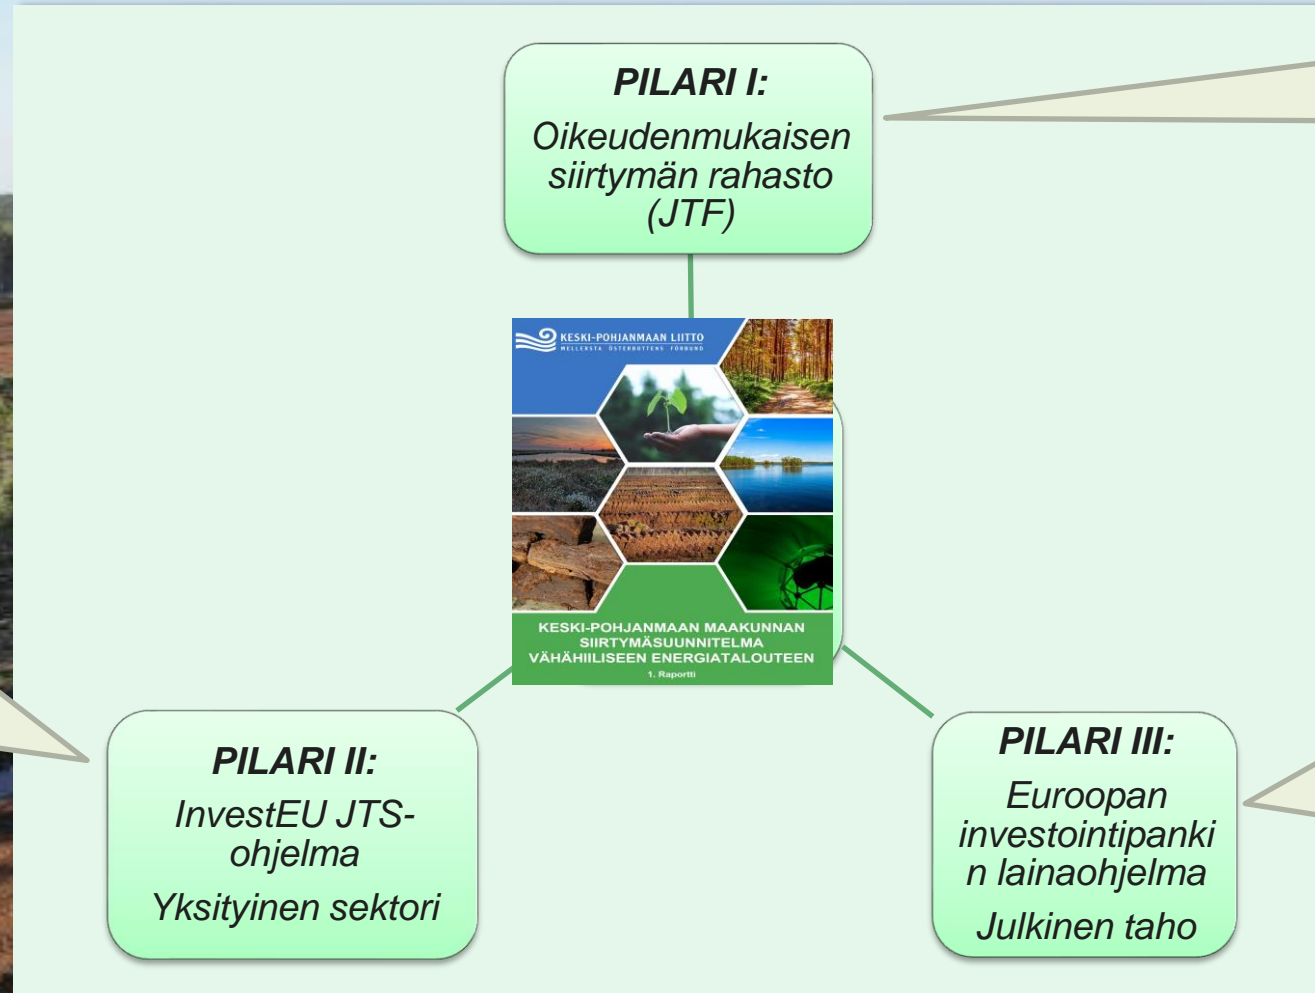 PILARI I:
Oikeudenmukaisen
siirtymän rahasto
(JTF)
KESKI-POHJANMAAN LIITTO
MELLERSTA ÖSTERBOTTENS FÖRBUND
KESKI-POHJANMAAN MAAKUNNAN
SIIRTYMÄSUUNNITELMA
VÄHÄHIILISEEN ENERGIATALOUTEEN
1. Raportti
PILARI II:
InvestEU JTS-
ohjelma
Yksityinen sektori
PILARI III:
Euroopan
investointipanki
n lainaohjelma
Julkinen taho